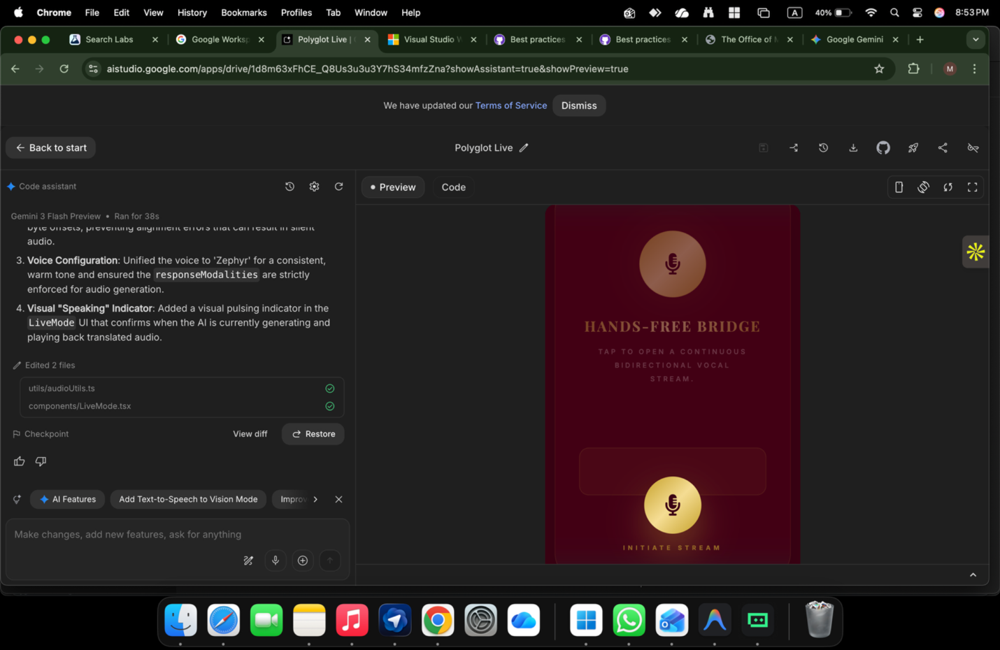 Chrome File Edit View History Bookmarks Profiles Tab Window Help
A 40% 8:53 PM
Search Labs
Google Worksp
Polyglot Live |
Visual Studio
Best practices
Best practices
The Office of
Google Gemini
aistudio.google.com/apps/drive/1d8m63xFhCE_Q8Us3u3u3Y7hS34mfzZna?showAssistant=true&showPreview=true
M
We have updated our Terms of Service Dismiss
Back to start
Polyglot Live
Code assistant
Preview Code
Gemini 3 Flash Preview • Ran for 38s
byte offsets, preventing alignment errors that can result in silent
audio.
3. Voice Configuration: Unified the voice to 'Zephyr' for a consistent,
warm tone and ensured the responseModalities are strictly
enforced for audio generation.
4. Visual "Speaking" Indicator: Added a visual pulsing indicator in the
LiveMode UI that confirms when the AI is currently generating and
playing back translated audio.
Edited 2 files
utils/audioUtils.ts
components/LiveMode.tsx
Checkpoint View diff Restore
AI Features Add Text-to-Speech to Vision Mode Improv
Make changes, add new features, ask for anything
HANDS-FREE BRIDGE
TAP TO OPEN A CONTINUOUS
BIDIRECTIONAL VOCAL
STREAM.
INITIATE STREAM